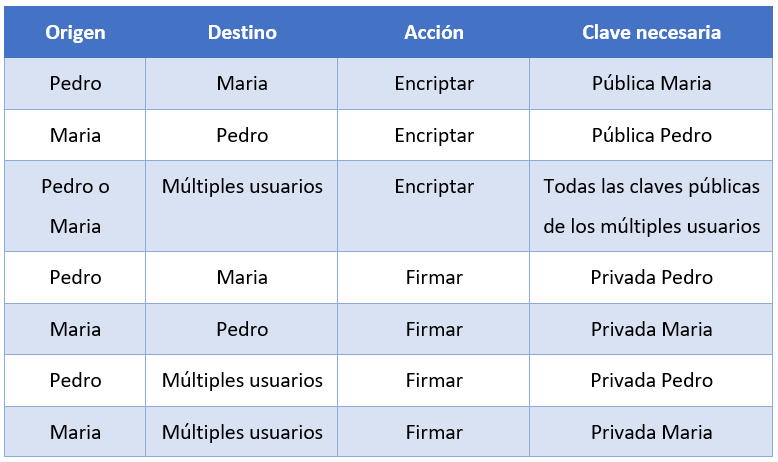 Origen Destino Acción Clave necesaria
Pedro Maria Encriptar Pública Maria
Maria Pedro Encriptar Pública Pedro
Pedro o Múltiples usuarios Encriptar Todas las claves públicas
Maria de los múltiples usuarios
Pedro Maria Firmar Privada Pedro
Maria Pedro Firmar Privada Maria
Pedro Múltiples usuarios Firmar Privada Pedro
Maria Múltiples usuarios Firmar Privada Maria